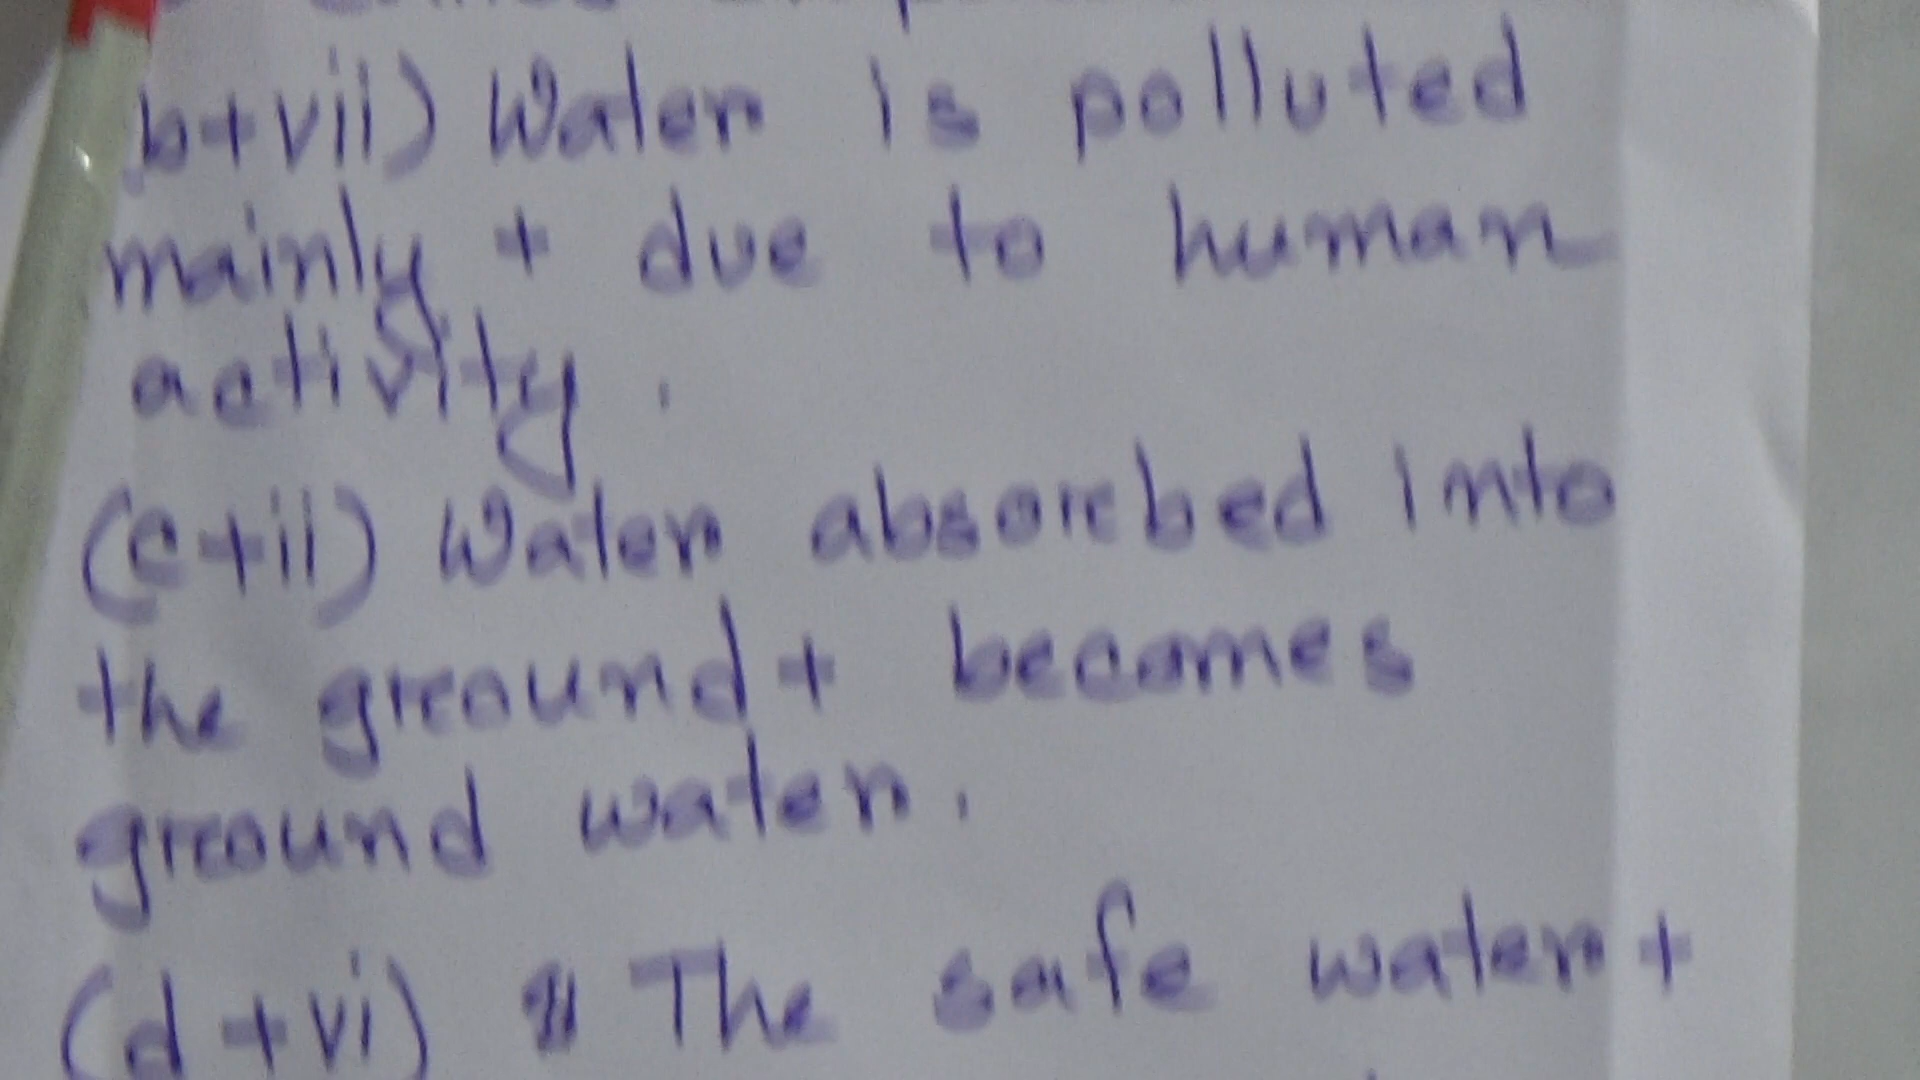 b+vii) Water is polluted
mainly + due to human
activity.
(c+ii) Water absorbed into
the ground + becomes
ground water.
(d+vi) The safe water +